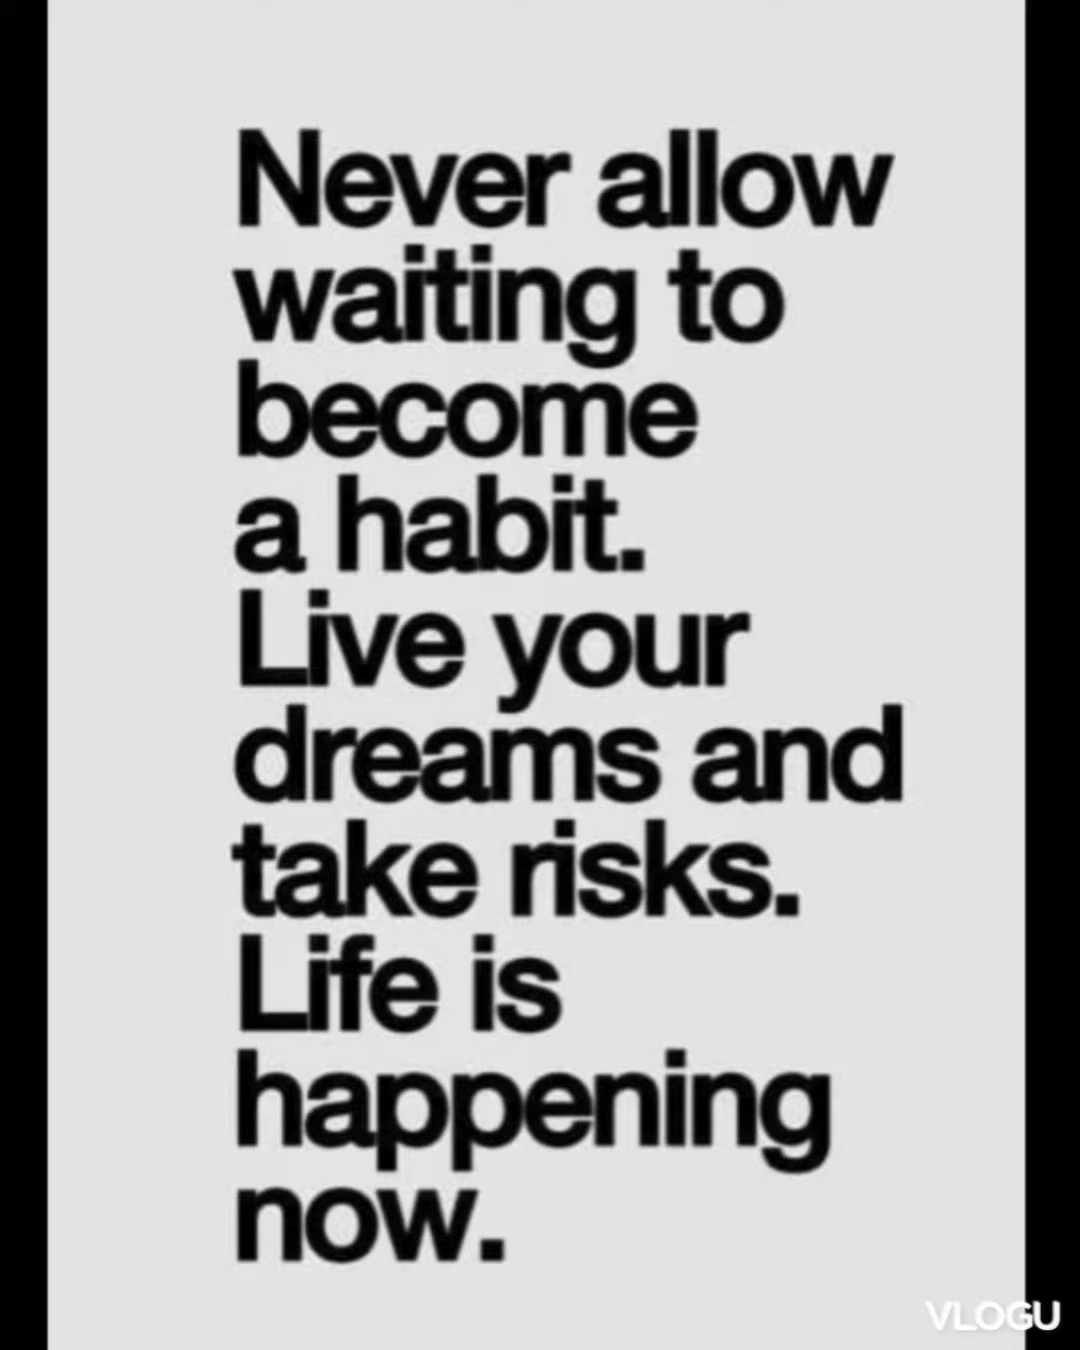 Never allow
waiting to
become
a habit.
Live your
dreams and
take risks.
Life is
happening
now.
VLOGU